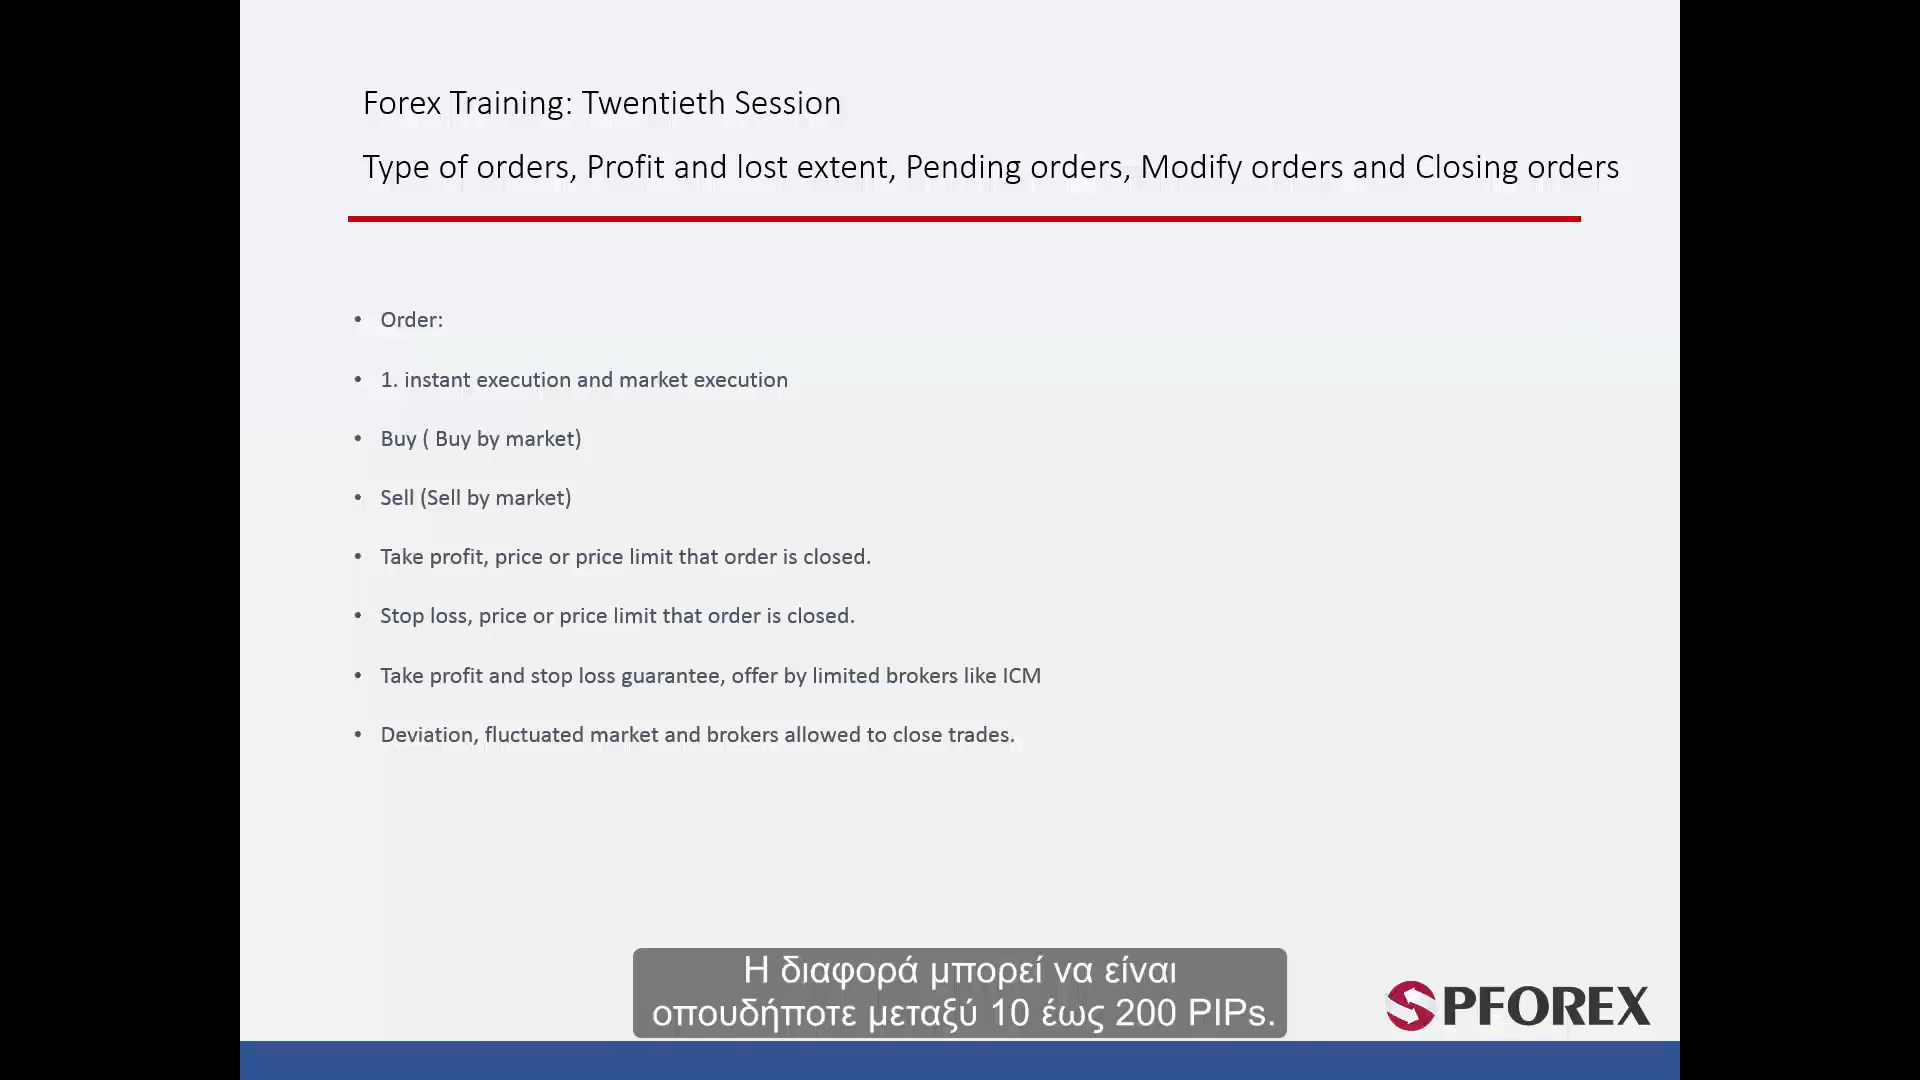 Forex Training: Twentieth Session
Type of orders, Profit and lost extent, Pending orders, Modify orders and Closing orders
• Order:
• 1. instant execution and market execution
• Buy ( Buy by market)
• Sell (Sell by market)
• Take profit, price or price limit that order is closed.
• Stop loss, price or price limit that order is closed.
• Take profit and stop loss guarantee, offer by limited brokers like ICM
• Deviation, fluctuated market and brokers allowed to close trades.
Η διαφορά μπορεί να είναι
οπουδήποτε μεταξύ 10 έως 200 PIPs.
SPFOREX